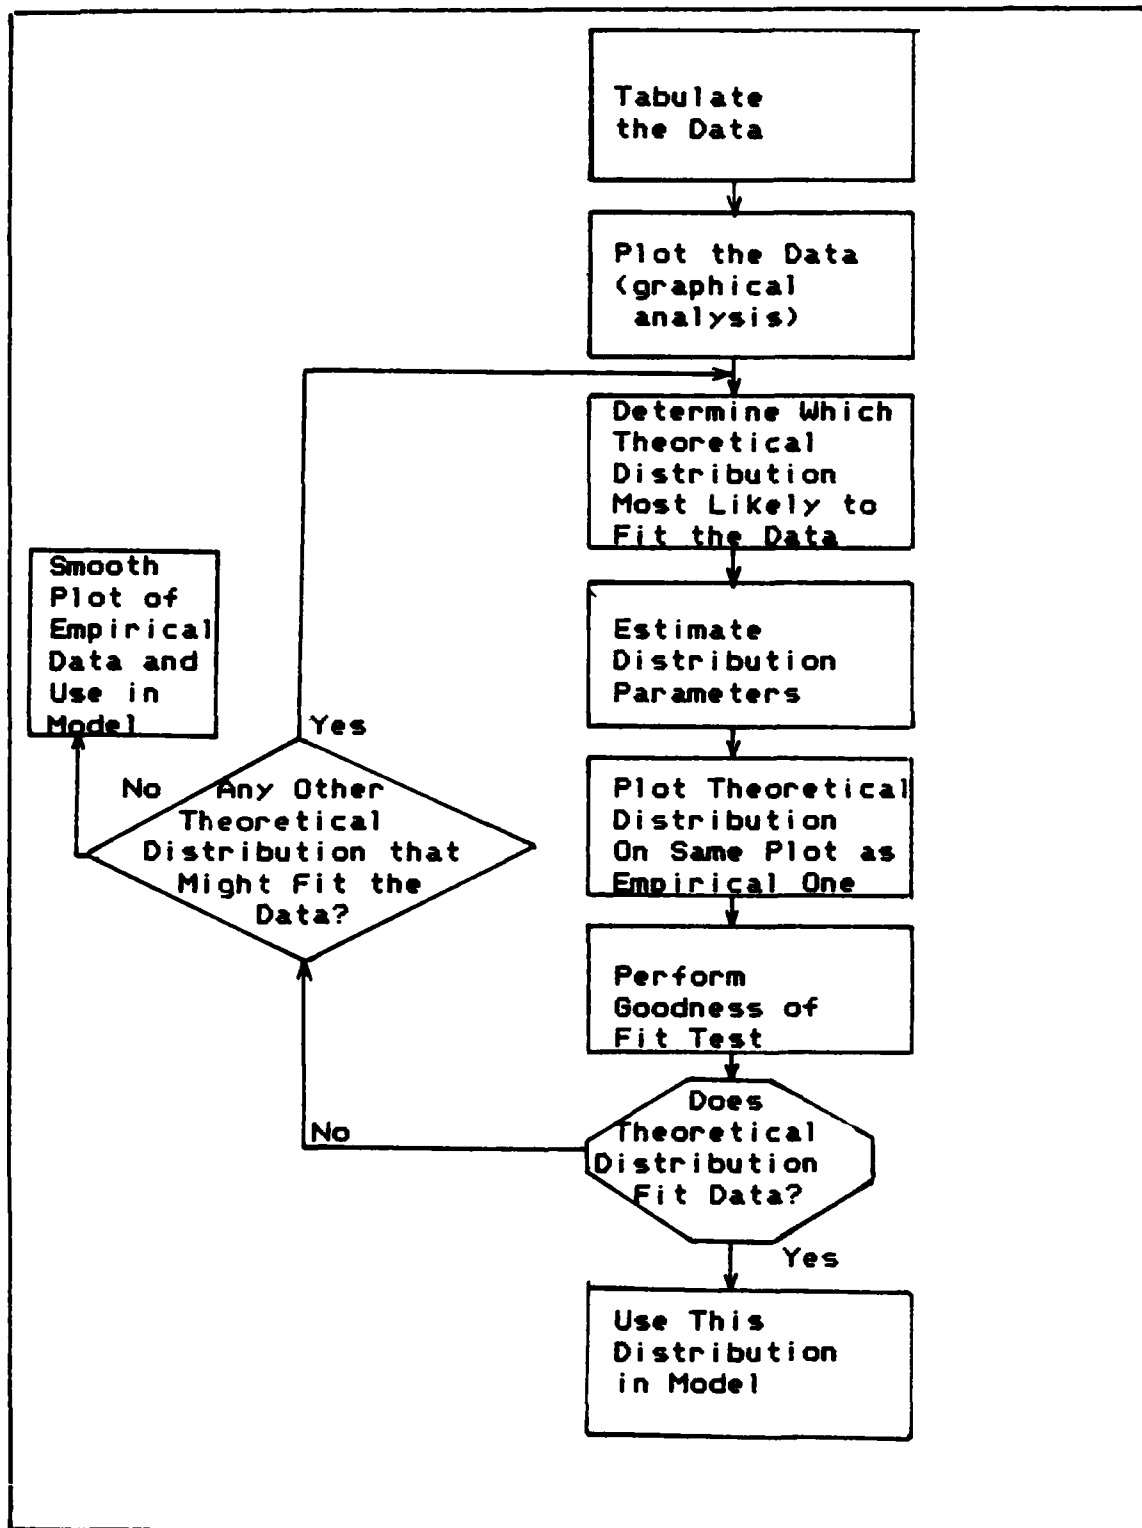 Tabulate
the Data
Plot the Data
(graphical
analysis)
Determine Which
Theoretical
Distribution
Most Likely to
Fit the Data
Estimate
Distribution
Parameters
Plot Theoretical
Distribution
On Same Plot as
Empirical One
Perform
Goodness of
Fit Test
Does
Theoretical
Distribution
Fit Data?
No
Yes
Any Other
Theoretical
Distribution that
Might Fit the
Data?
Yes
No
Smooth
Plot of
Empirical
Data and
Use in
Model
Use This
Distribution
in Model